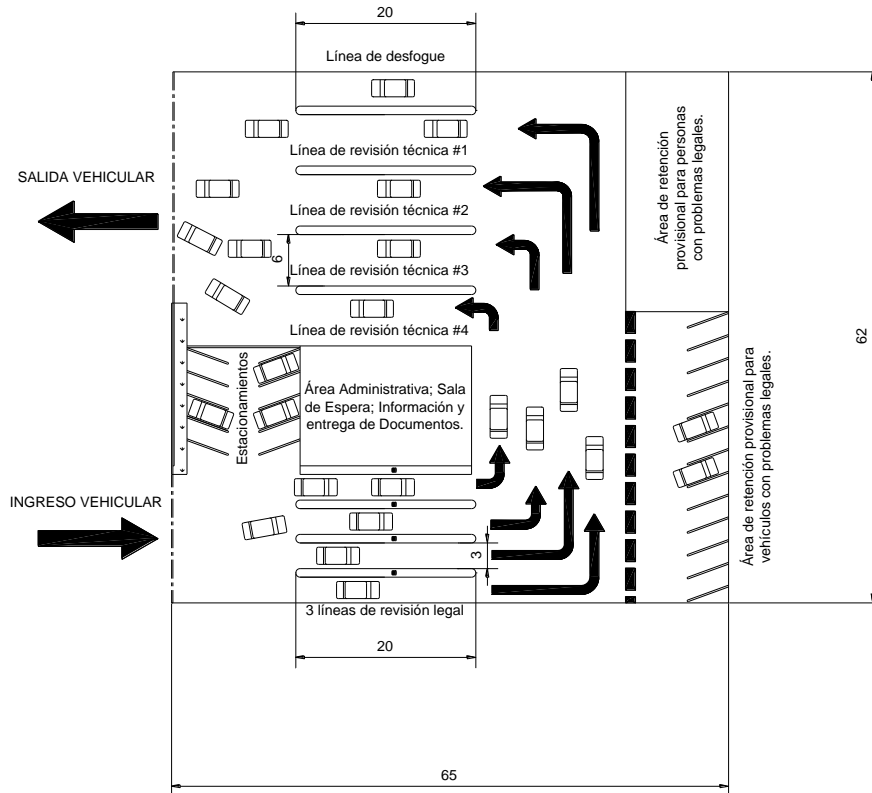 20
Línea de desfogue
Línea de revisión técnica #1
SALIDA VEHICULAR
Línea de revisión técnica #2
6
Línea de revisión técnica #3
Línea de revisión técnica #4
Área de retención
provisional para personas
con problemas legales.
62
Estacionamientos
Área Administrativa; Sala
de Espera; Información y
entrega de Documentos.
Área de retención provisional para
vehículos con problemas legales.
INGRESO VEHICULAR
3
3 líneas de revisión legal
20
65